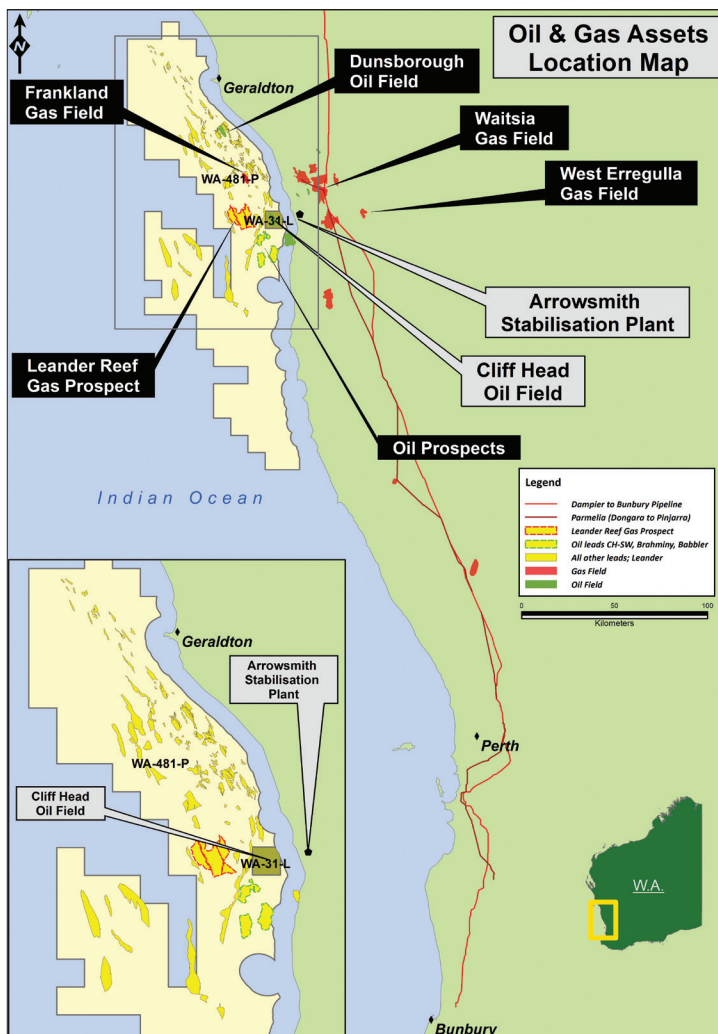 Oil & Gas Assets
Location Map
N
Geraldton
Dunsborough
Oil Field
Frankland
Gas Field
Waitsia
Gas Field
West Erregulla
Gas Field
WA-481-P
WA-31-L
Arrowsmith
Stabilisation Plant
Leander Reef
Gas Prospect
Cliff Head
Oil Field
Oil Prospects
Indian Ocean
Legend
Dampier to Bunbury Pipeline
Parmelia (Dongara to Pinjarra)
Leander Reef Gas Prospect
Oil leads CH-SW, Brahminy, Babbler
All other leads; Leander
Gas Field
Oil Field
0 50 100
Kilometers
Geraldton
Arrowsmith
Stabilisation
Plant
WA-481-P
Cliff Head
Oil Field
WA-31-L
Perth
W.A.
Bunbury